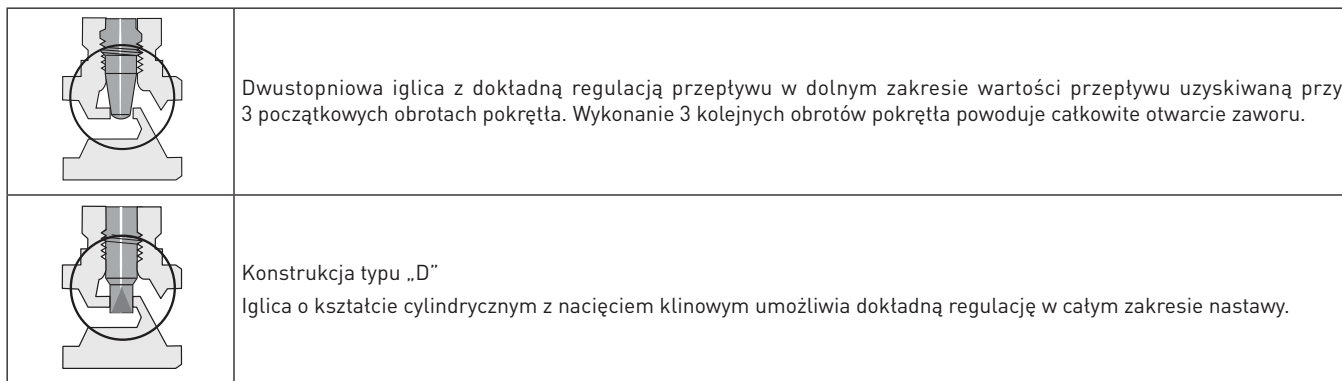 Dwustopniowa iglica z dokładną regulacją przepływu w dolnym zakresie wartości przepływu uzyskiwaną przy
3 początkowych obrotach pokrętła. Wykonanie 3 kolejnych obrotów pokrętła powoduje całkowite otwarcie zaworu.
Konstrukcja typu „D”
Iglica o kształcie cylindrycznym z nacięciem klinowym umożliwia dokładną regulację w całym zakresie nastawy.